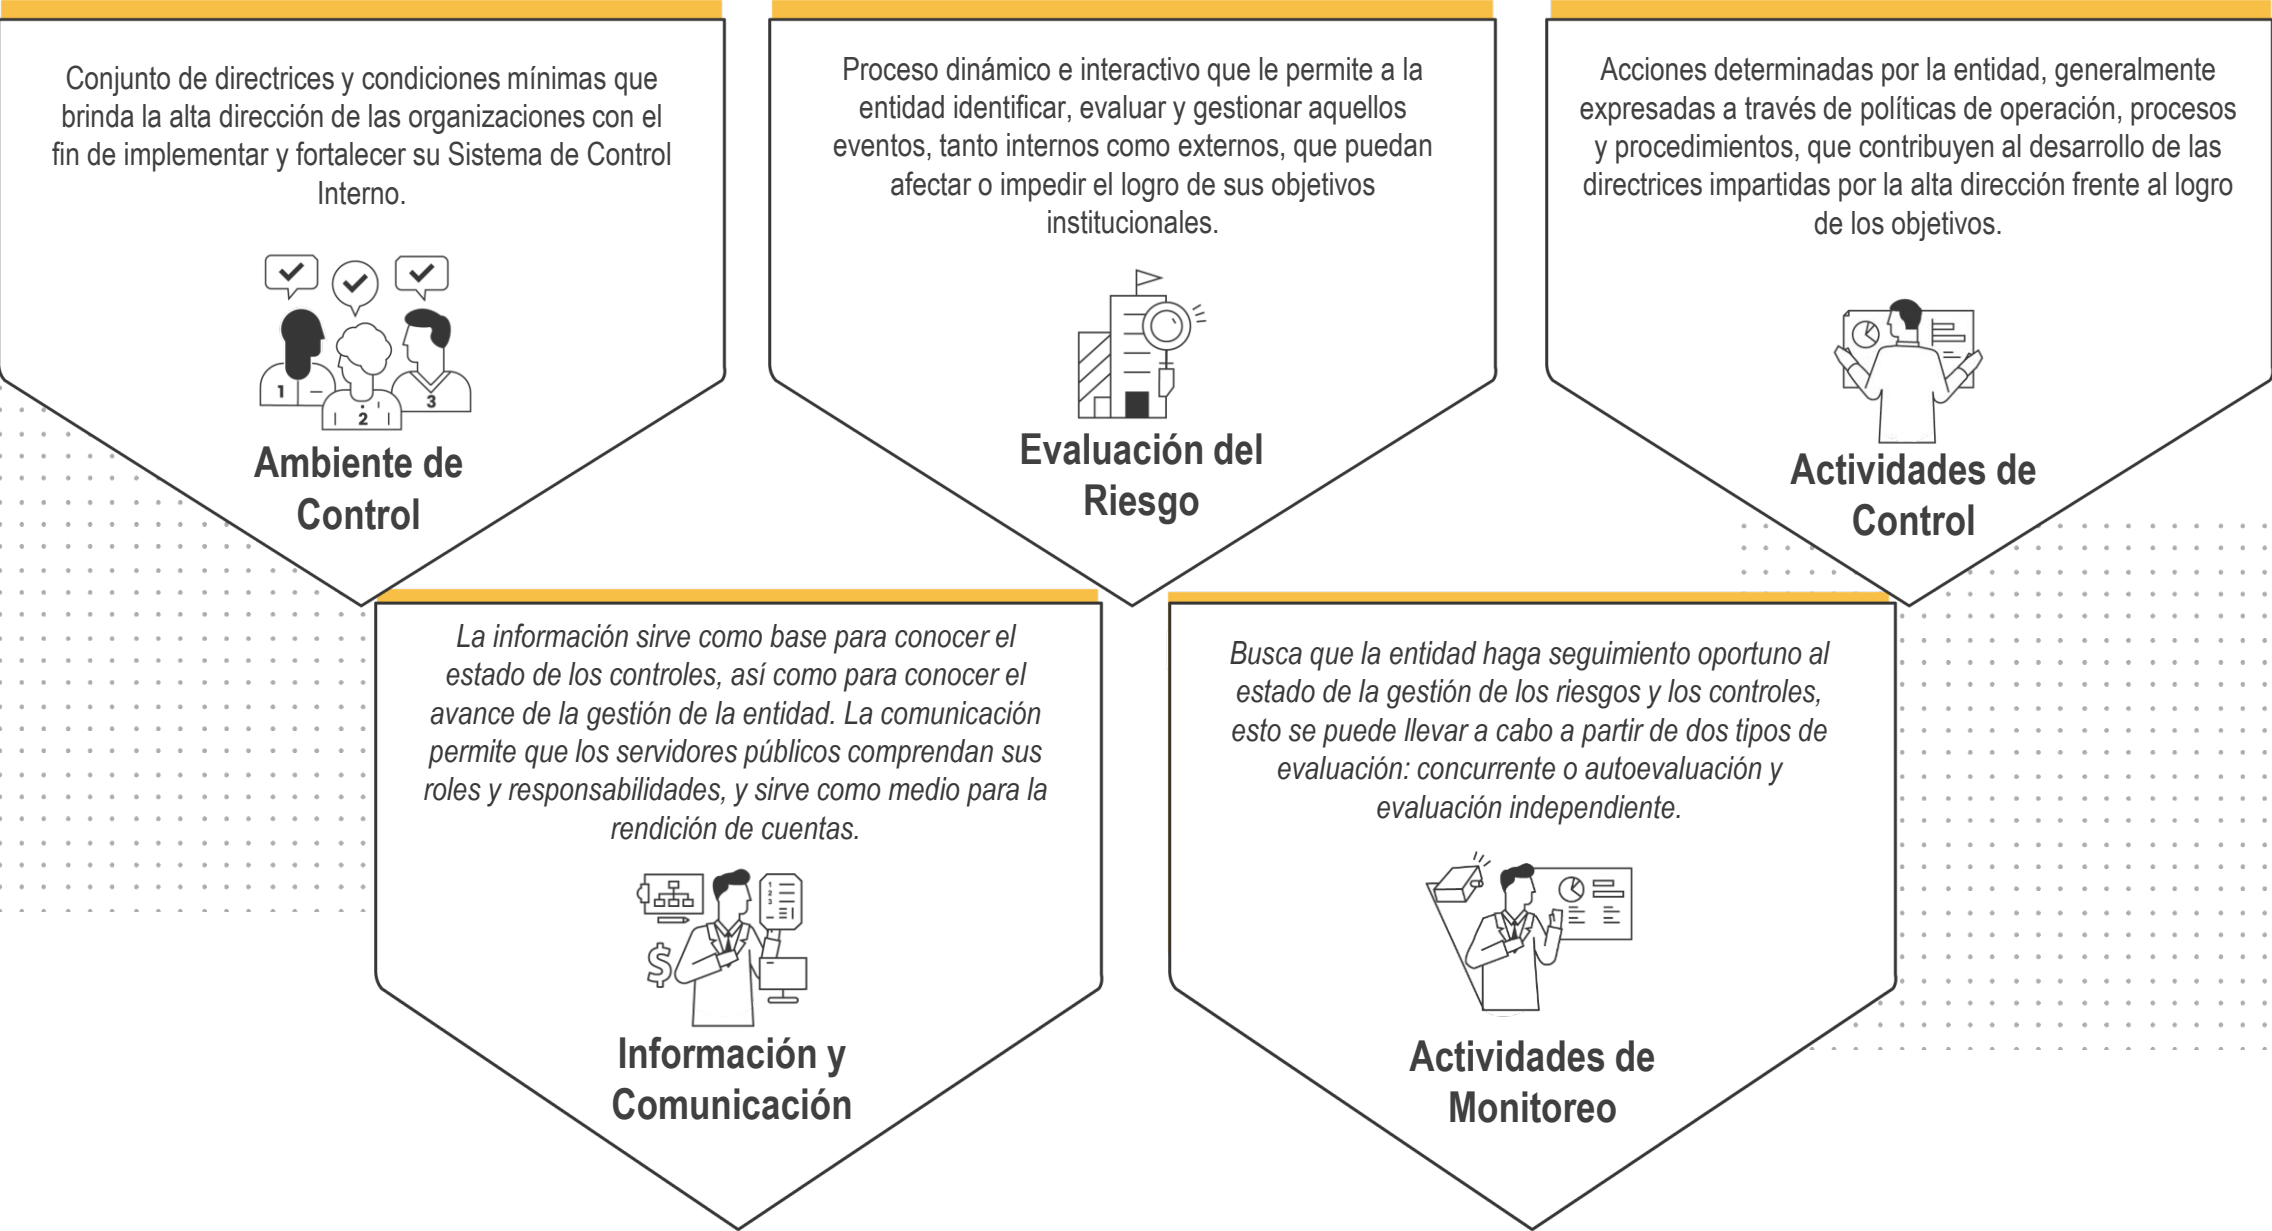 Conjunto de directrices y condiciones mínimas que
brinda la alta dirección de las organizaciones con el
fin de implementar y fortalecer su Sistema de Control
Interno.
1
2
3
Ambiente de
Control
Proceso dinámico e interactivo que le permite a la
entidad identificar, evaluar y gestionar aquellos
eventos, tanto internos como externos, que puedan
afectar o impedir el logro de sus objetivos
institucionales.
Evaluación del
Riesgo
Acciones determinadas por la entidad, generalmente
expresadas a través de políticas de operación, procesos
y procedimientos, que contribuyen al desarrollo de las
directrices impartidas por la alta dirección frente al logro
de los objetivos.
Actividades de
Control
La información sirve como base para conocer el
estado de los controles, así como para conocer el
avance de la gestión de la entidad. La comunicación
permite que los servidores públicos comprendan sus
roles y responsabilidades, y sirve como medio para la
rendición de cuentas.
1
2
3
$
Información y
Comunicación
Busca que la entidad haga seguimiento oportuno al
estado de la gestión de los riesgos y los controles,
esto se puede llevar a cabo a partir de dos tipos de
evaluación: concurrente o autoevaluación y
evaluación independiente.
Actividades de
Monitoreo